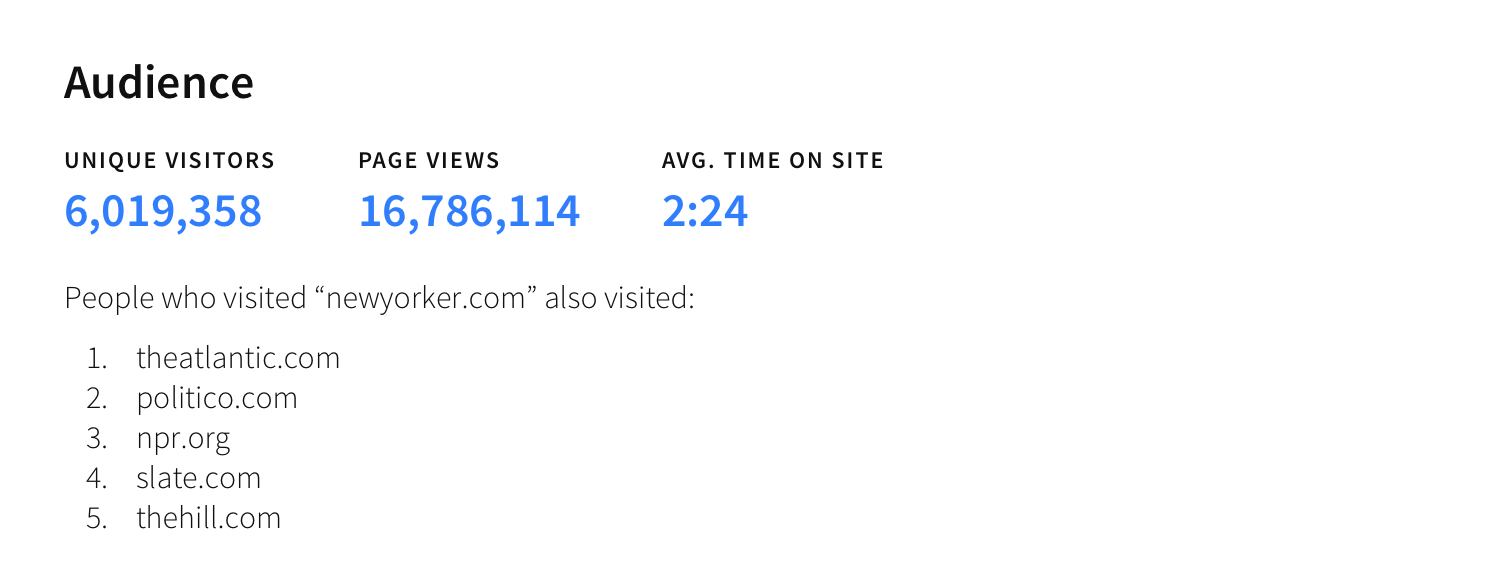 Audience
UNIQUE VISITORS PAGE VIEWS AVG. TIME ON SITE
6,019,358 16,786,114 2:24
People who visited “newyorker.com” also visited:
1. theatlantic.com
2. politico.com
3. npr.org
4. slate.com
5. thehill.com